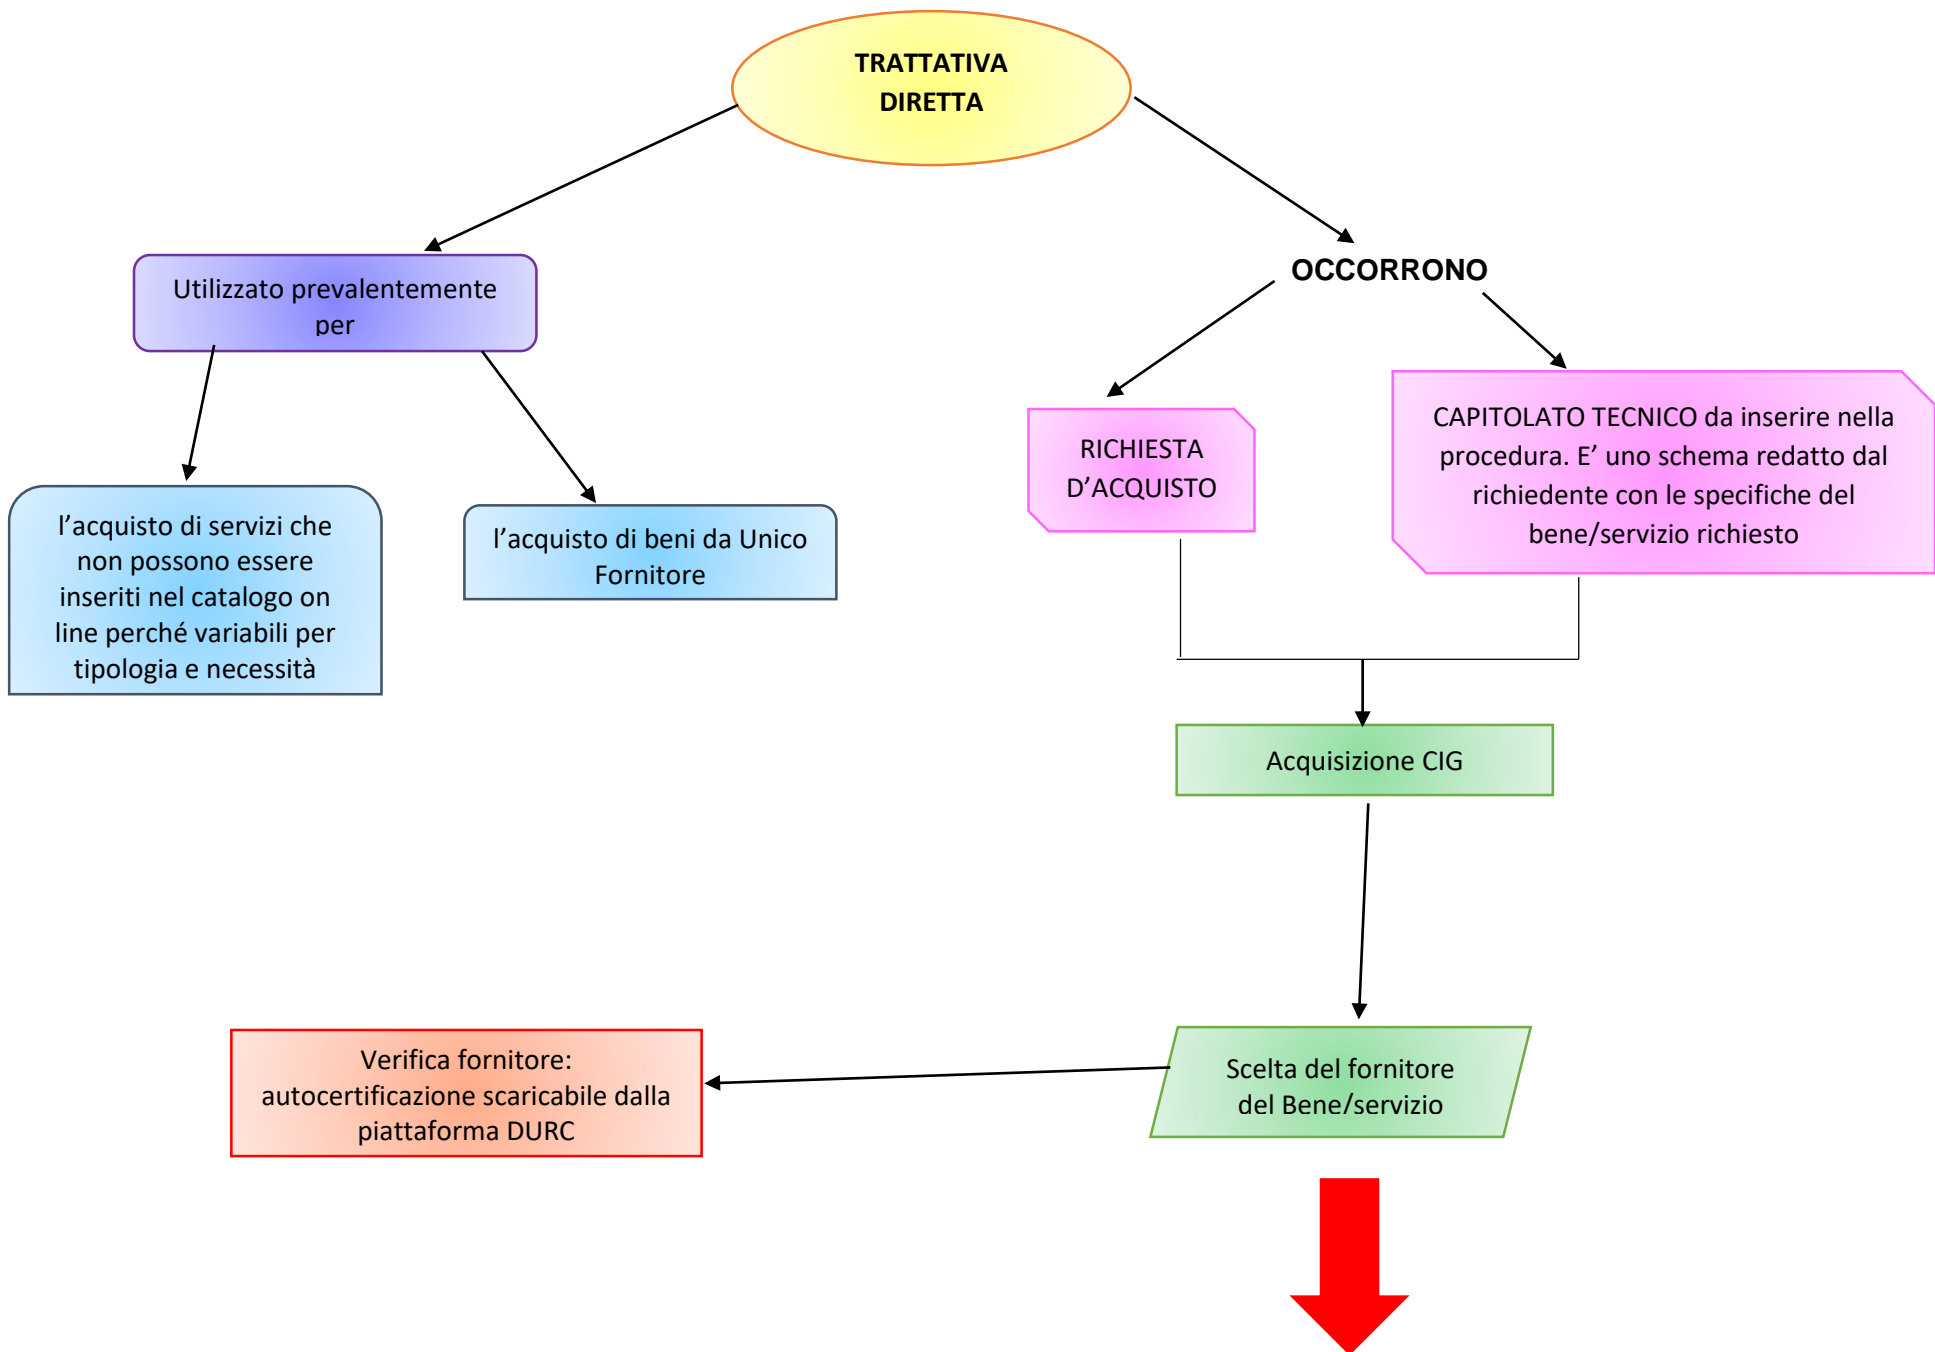 TRATTATIVA
DIRETTA
Utilizzato prevalentemente
per
OCCORRONO
l’acquisto di servizi che
non possono essere
inseriti nel catalogo on
line perché variabili per
tipologia e necessità
l’acquisto di beni da Unico
Fornitore
RICHIESTA
D’ACQUISTO
CAPITOLATO TECNICO da inserire nella
procedura. E’ uno schema redatto dal
richiedente con le specifiche del
bene/servizio richiesto
Acquisizione CIG
Verifica fornitore:
autocertificazione scaricabile dalla
piattaforma DURC
Scelta del fornitore
del Bene/servizio